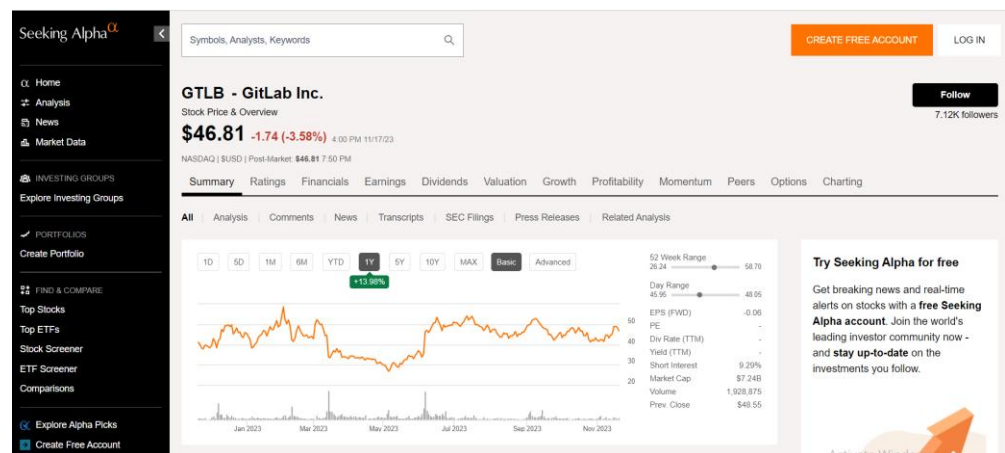 Seeking Alpha α
Symbols, Analysts, Keywords
CREATE FREE ACCOUNT
LOG IN
Home
Analysis
News
Market Data
INVESTING GROUPS
Explore Investing Groups
PORTFOLIOS
Create Portfolio
FIND & COMPARE
Top Stocks
Top ETFs
Stock Screener
ETF Screener
Comparisons
Explore Alpha Picks
Create Free Account
GTLB - GitLab Inc.
Stock Price & Overview
$46.81 -1.74 (-3.58%) 4:00 PM 11/17/23
NASDAQ | $USD | Post-Market: $46.81 7:50 PM
Follow
7.12K followers
Summary Ratings Financials Earnings Dividends Valuation Growth Profitability Momentum Peers Options Charting
All Analysis Comments News Transcripts SEC Filings Press Releases Related Analysis
1D 5D 1M 6M YTD 1Y 5Y 10Y MAX Basic Advanced
+13.98%
50
40
30
20
Jan 2023 Mar 2023 May 2023 Jul 2023 Sep 2023 Nov 2023
52 Week Range
26.24 58.70
Day Range
45.95 48.05
EPS (FWD) -0.06
PE -
Div Rate (TTM) -
Yield (TTM) -
Short Interest 9.29%
Market Cap $7.24B
Volume 1,928,875
Prev. Close $48.55
Try Seeking Alpha for free
Get breaking news and real-time
alerts on stocks with a free Seeking
Alpha account. Join the world's
leading investor community now -
and stay up-to-date on the
investments you follow.